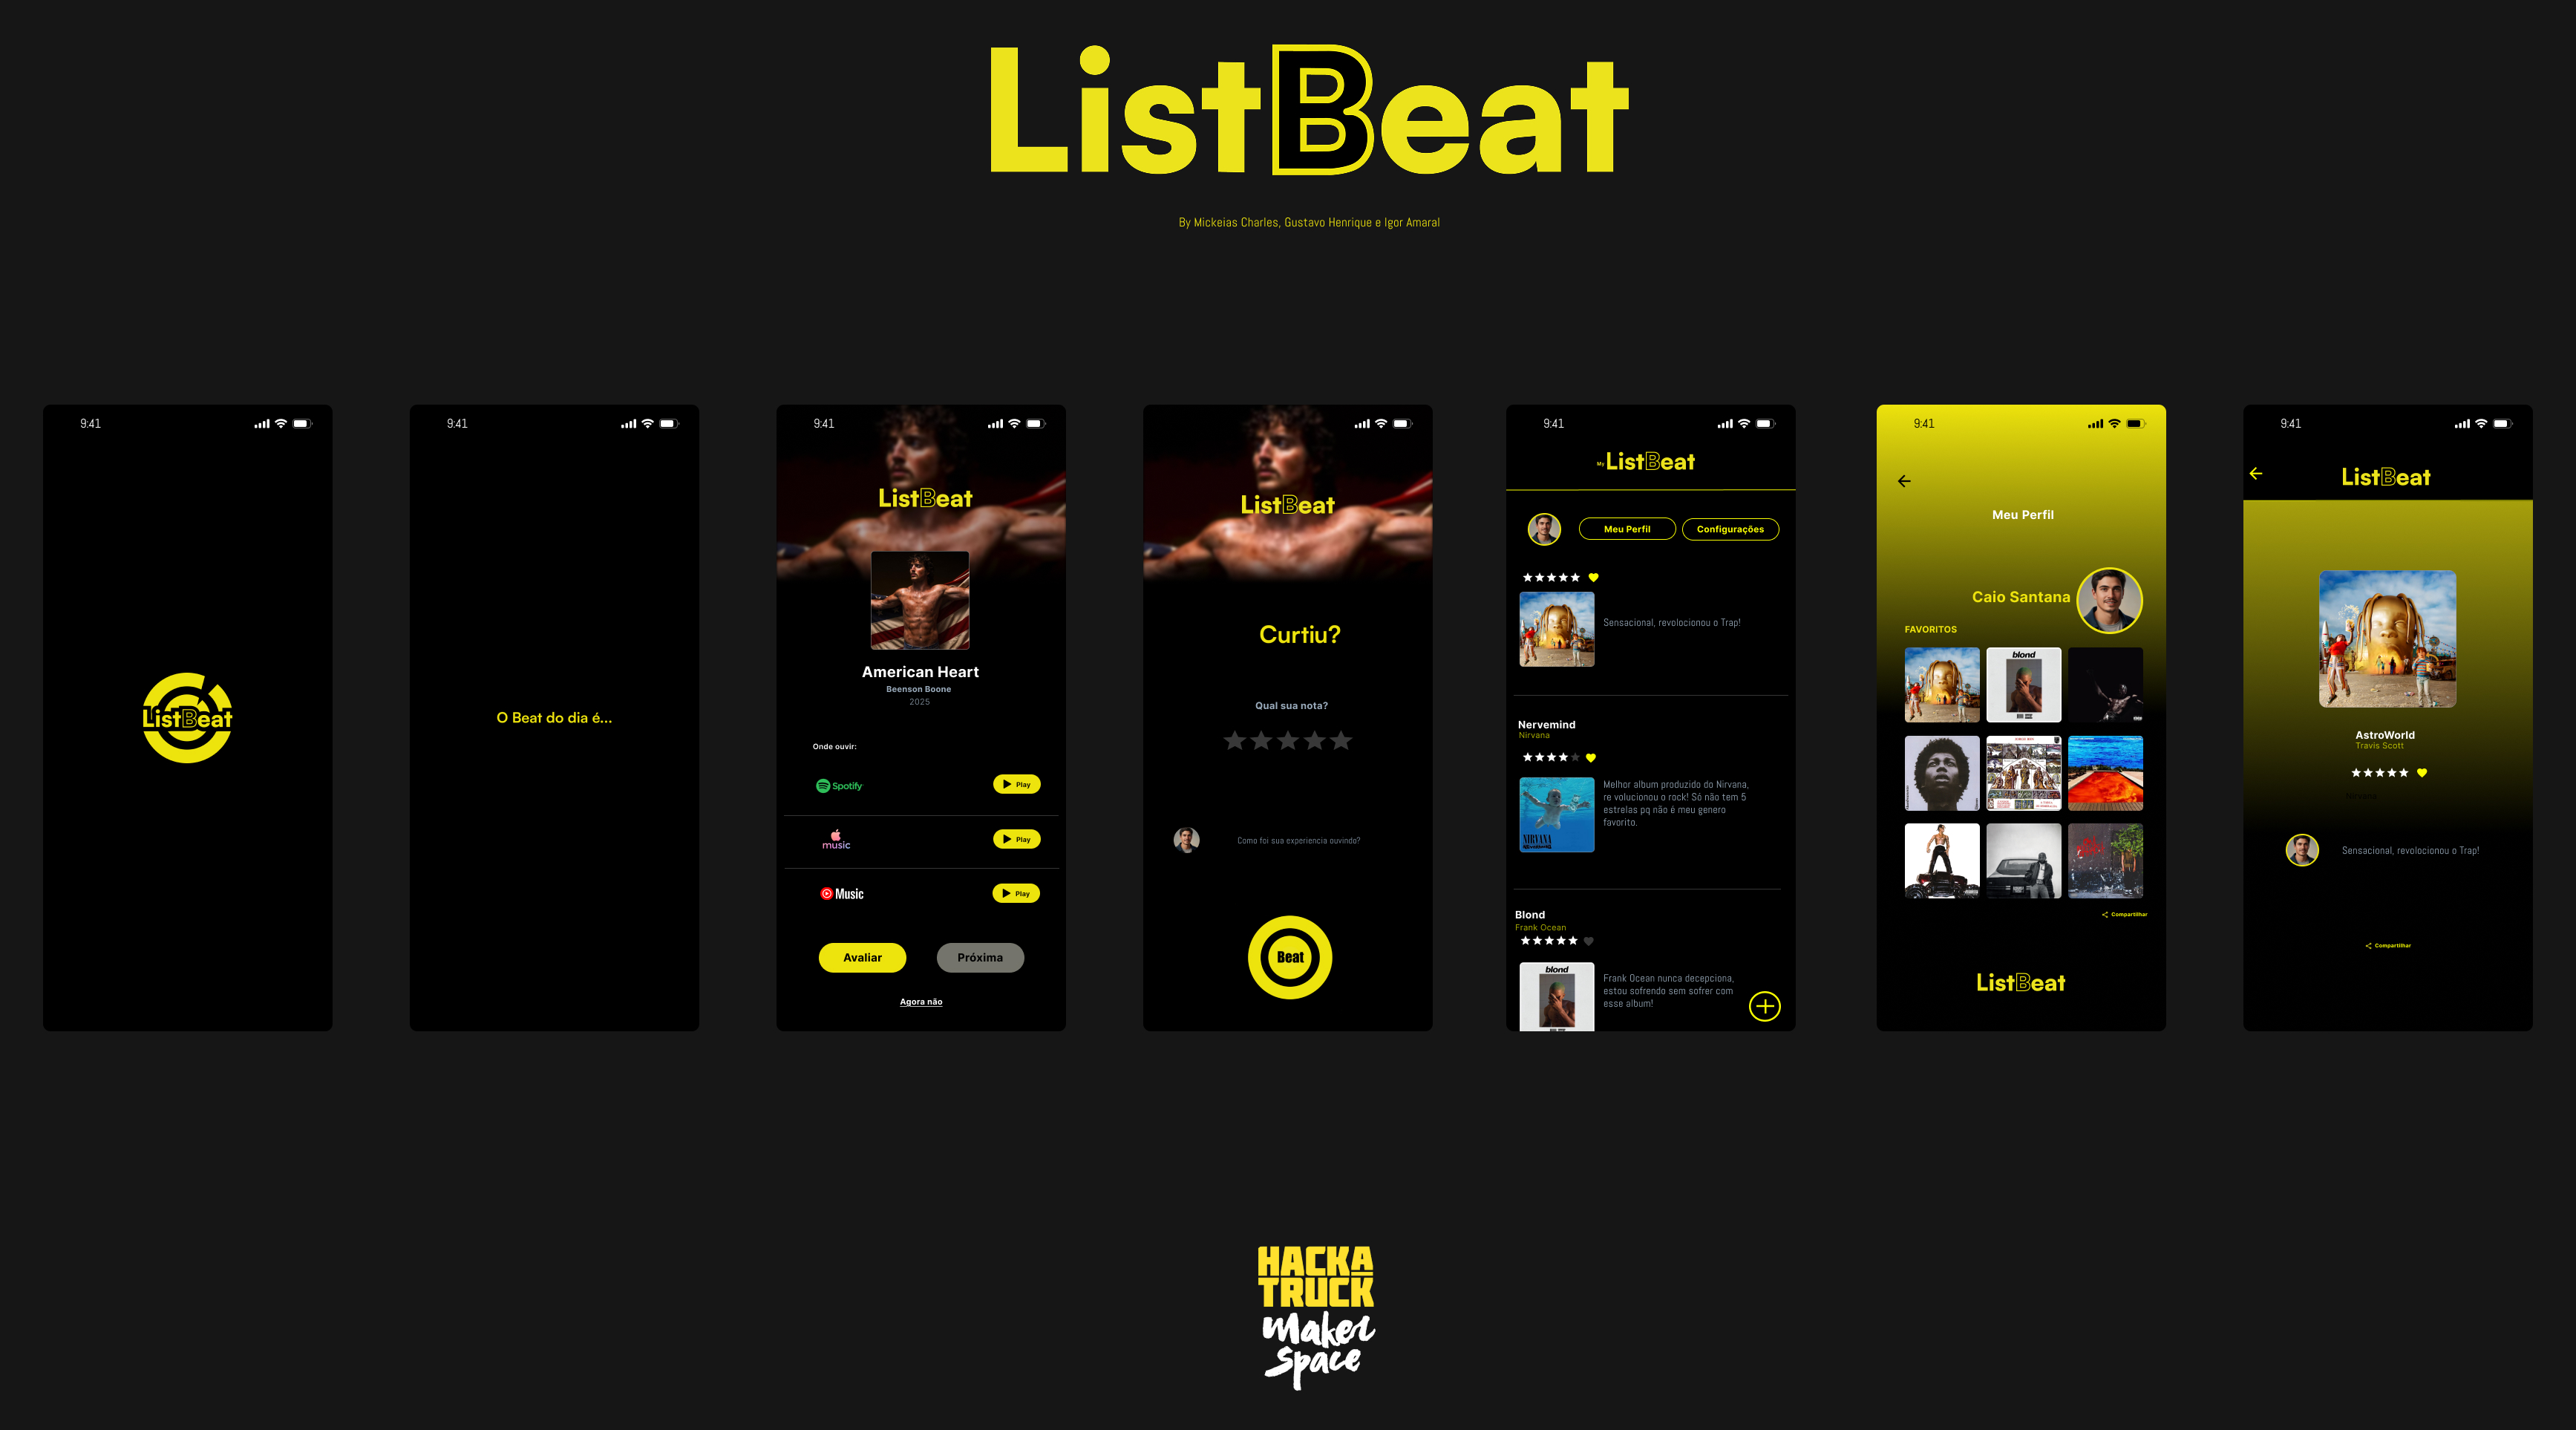 ListBeat
By Mickeias Charles, Gustavo Henrique e Igor Amaral
9:41
ListBeat
9:41
O Beat do dia é...
9:41
ListBeat
American Heart
Beenson Boone
2025
Onde ouvir:
Spotify
Play
music
Play
Music
Play
Avaliar
Próxima
Agora não
ListBeat
Curtiu?
Qual sua nota?
Como foi sua experiencia ouvindo?
Beat
9:41
My ListBeat
Meu Perfil
Configurações
Sensacional, revolocionou o Trap!
Nervemind
Nirvana
Melhor album produzido do Nirvana,
re volucionou o rock! Só não tem 5
estrelas pq não é meu genero
favorito.
NIRVANA
NEVERMIND
Blond
Frank Ocean
blond
Frank Ocean nunca decepciona,
estou sofrendo sem sofrer com
esse album!
9:41
Meu Perfil
Caio Santana
FAVORITOS
blond
Compartilhar
ListBeat
9:41
ListBeat
AstroWorld
Travis Scott
Nirvana
Sensacional, revolocionou o Trap!
Compartilhar
HACKA
TRUCK
Maker
Space